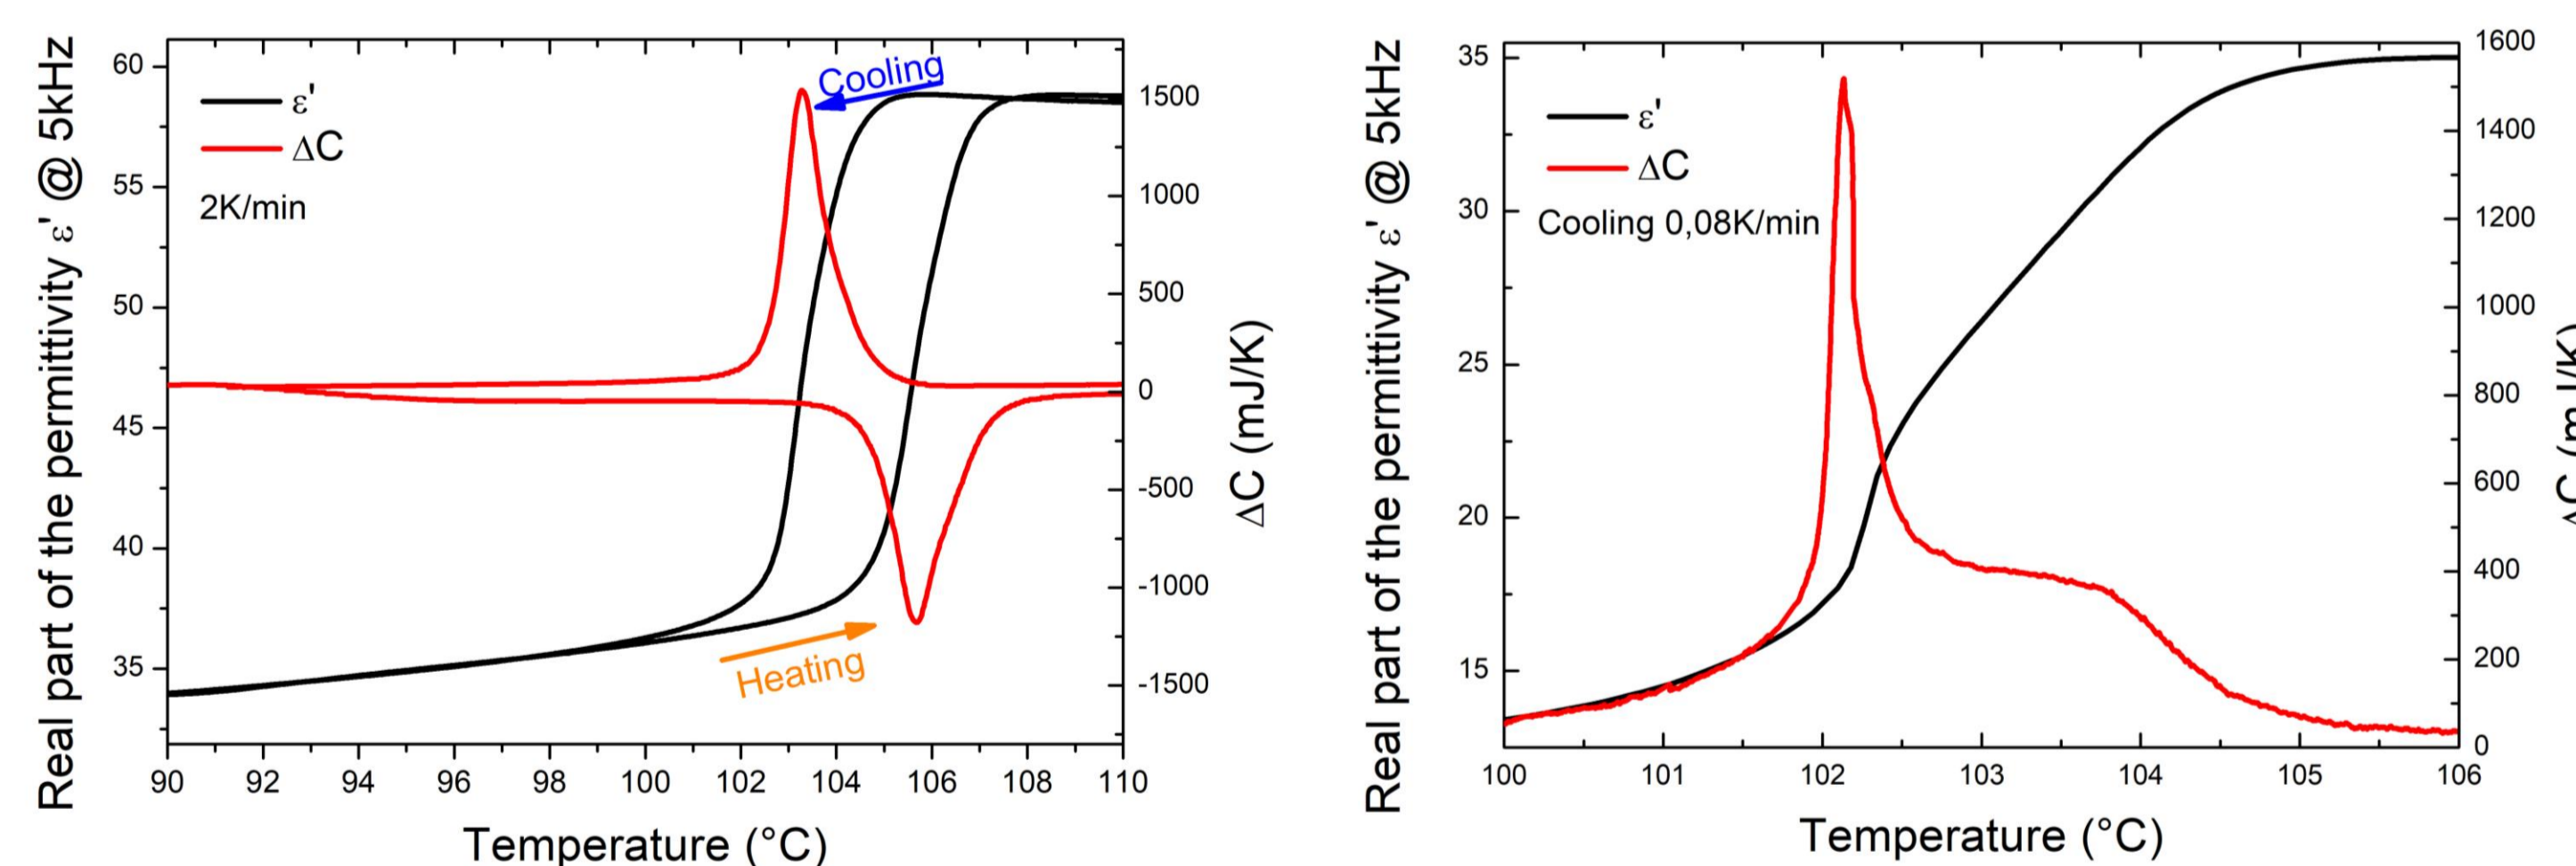 Real part of the permittivity ε' @ 5kHz
60
55
50
45
40
35
ε'
ΔC
2K/min
Cooling
Heating
1500
1000
500
0
-500
-1000
-1500
ΔC (mJ/K)
90 92 94 96 98 100 102 104 106 108 110
Temperature (°C)
Real part of the permittivity ε' @ 5kHz
35
30
25
20
15
ε'
ΔC
Cooling 0,08K/min
1600
1400
1200
1000
800
600
400
200
0
ΔC (mJ/K)
100 101 102 103 104 105 106
Temperature (°C)